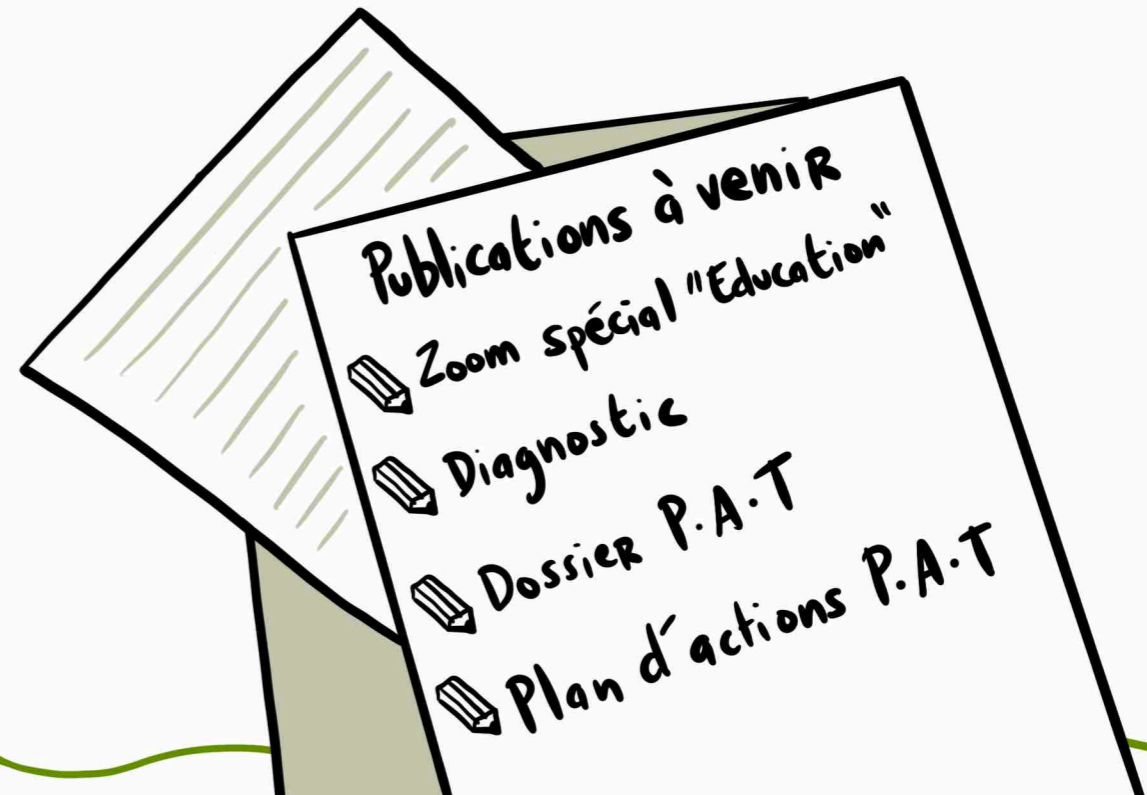 Publications à venir
Zoom spécial "Education"
Diagnostic
Dossier P.A.T
Plan d'actions P.A.T